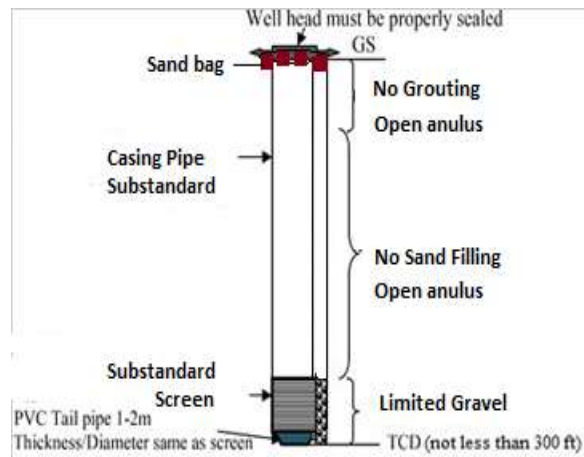 Well head must be properly sealed
GS
Sand bag
No Grouting
Open anulus
Casing Pipe
Substandard
No Sand Filling
Open anulus
Substandard
Screen
Limited Gravel
PVC Tail pipe 1-2m
Thickness/Diameter same as screen
TCD (not less than 300 ft)